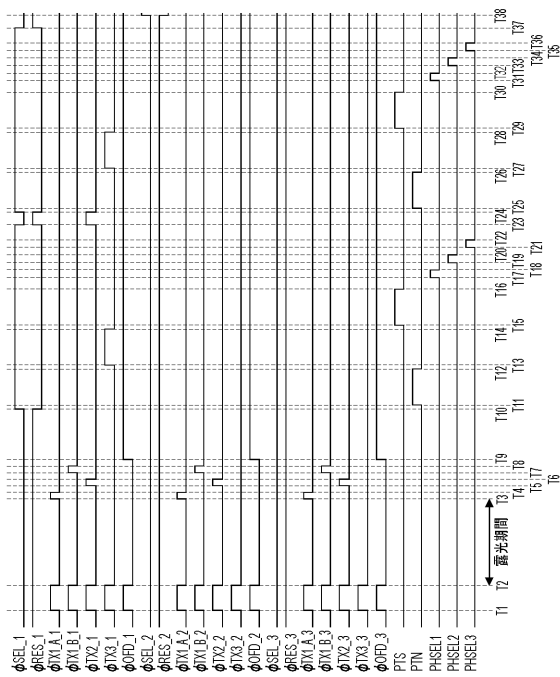 φSEL_1
φRES_1
φTX1_A_1
φTX1_B_1
φTX2_1
φTX3_1
φOFD_1
φSEL_2
φRES_2
φTX1_A_2
φTX1_B_2
φTX2_2
φTX3_2
φOFD_2
φSEL_3
φRES_3
φTX1_A_3
φTX1_B_3
φTX2_3
φTX3_3
φOFD_3
PTS
PTN
PHSEL1
PHSEL2
PHSEL3
露光期間
T1
T2
T3
T4
T5
T6
T7
T8
T9
T10
T11
T12
T13
T14
T15
T16
T17
T18
T19
T20
T21
T22
T23
T24
T25
T26
T27
T28
T29
T30
T31
T32
T33
T34
T35
T36
T37
T38